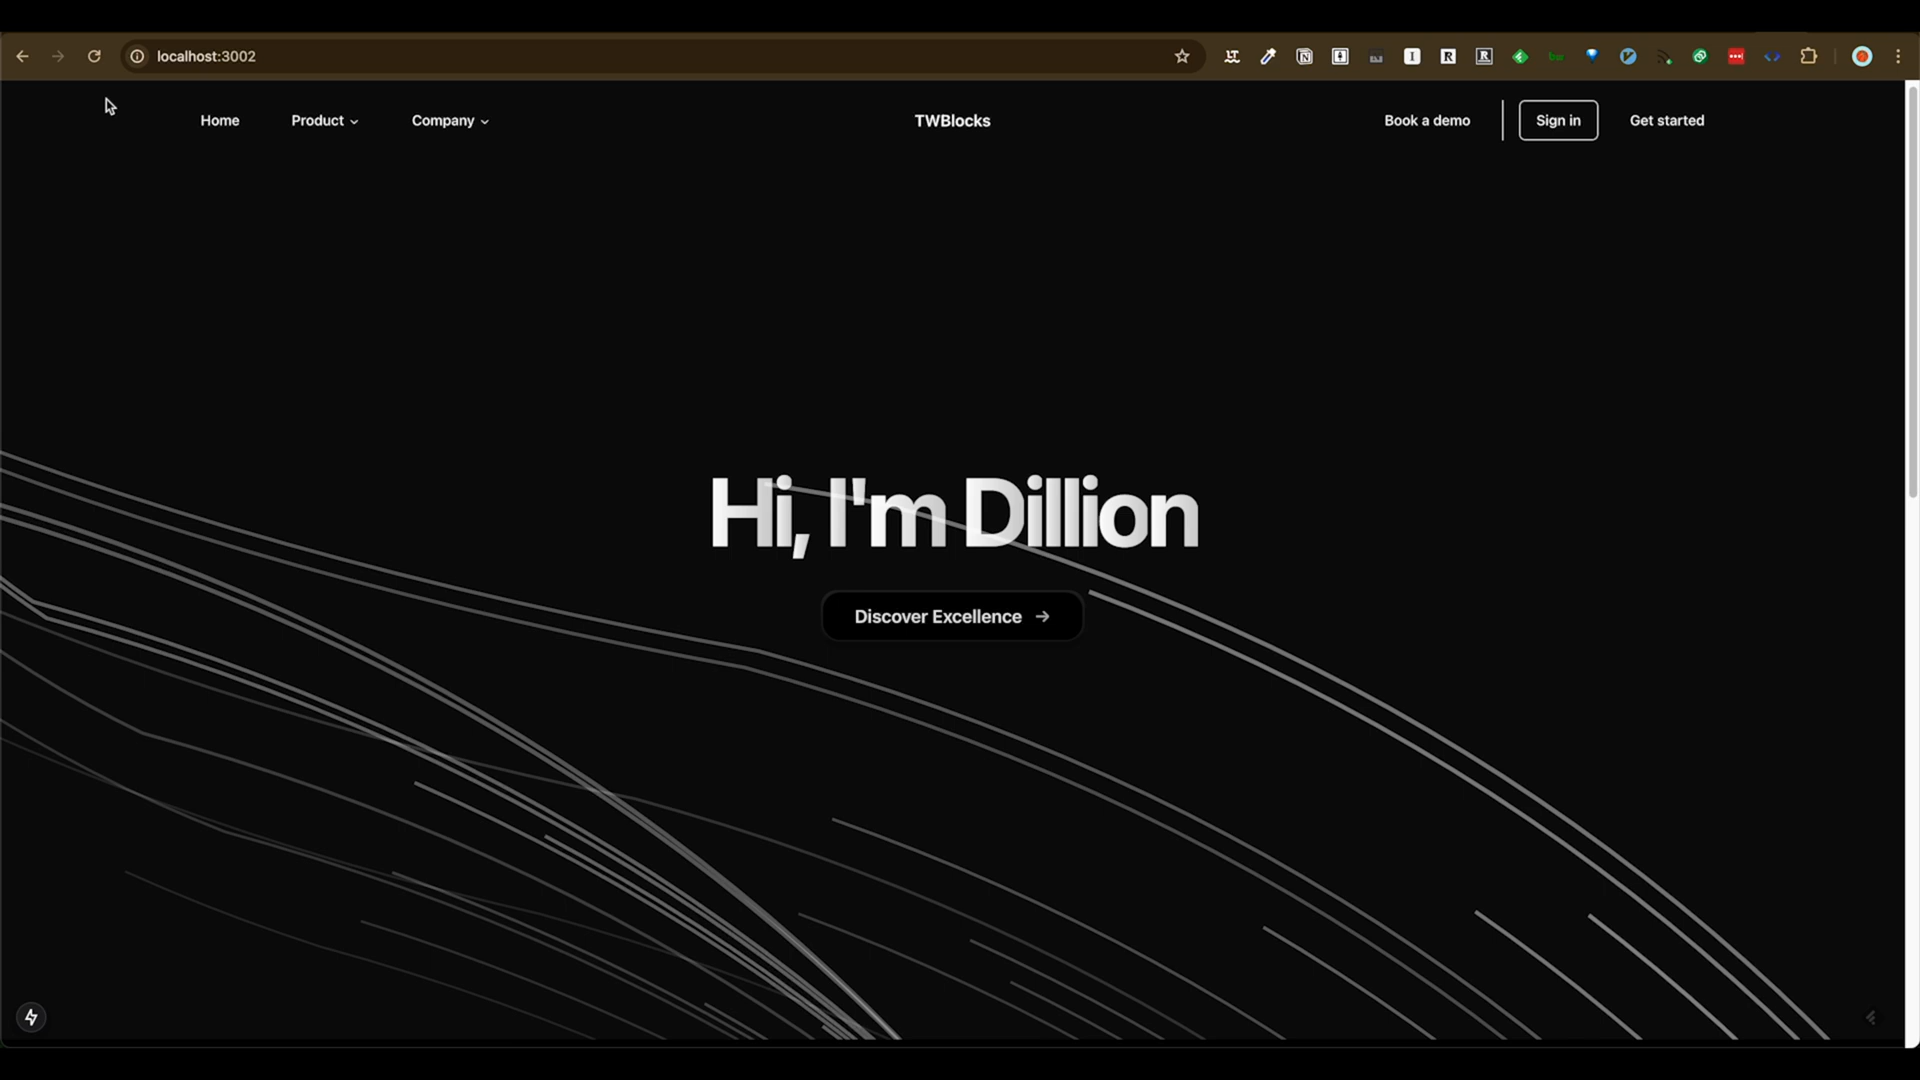 localhost:3002
Home Product Company TWBlocks Book a demo Sign in Get started
Hi, I'm Dillion
Discover Excellence →